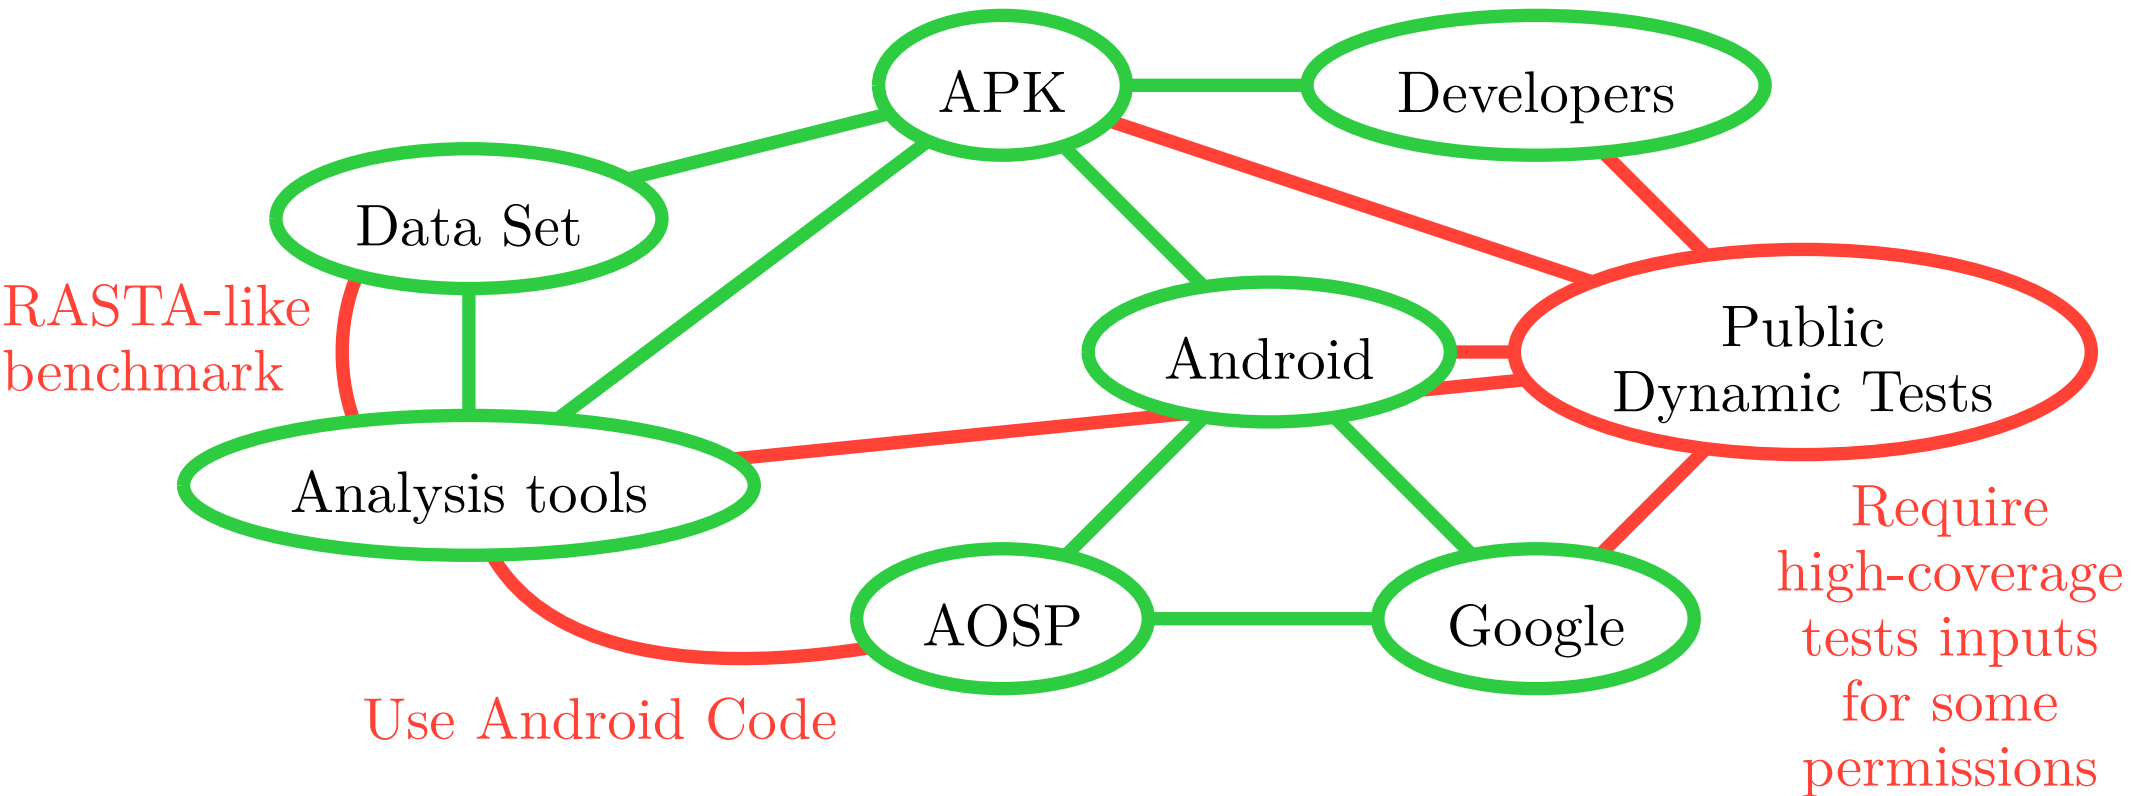 APK
Developers
Data Set
RASTA-like
benchmark
Public
Dynamic Tests
Android
Analysis tools
Require
high-coverage
tests inputs
for some
permissions
AOSP
Google
Use Android Code